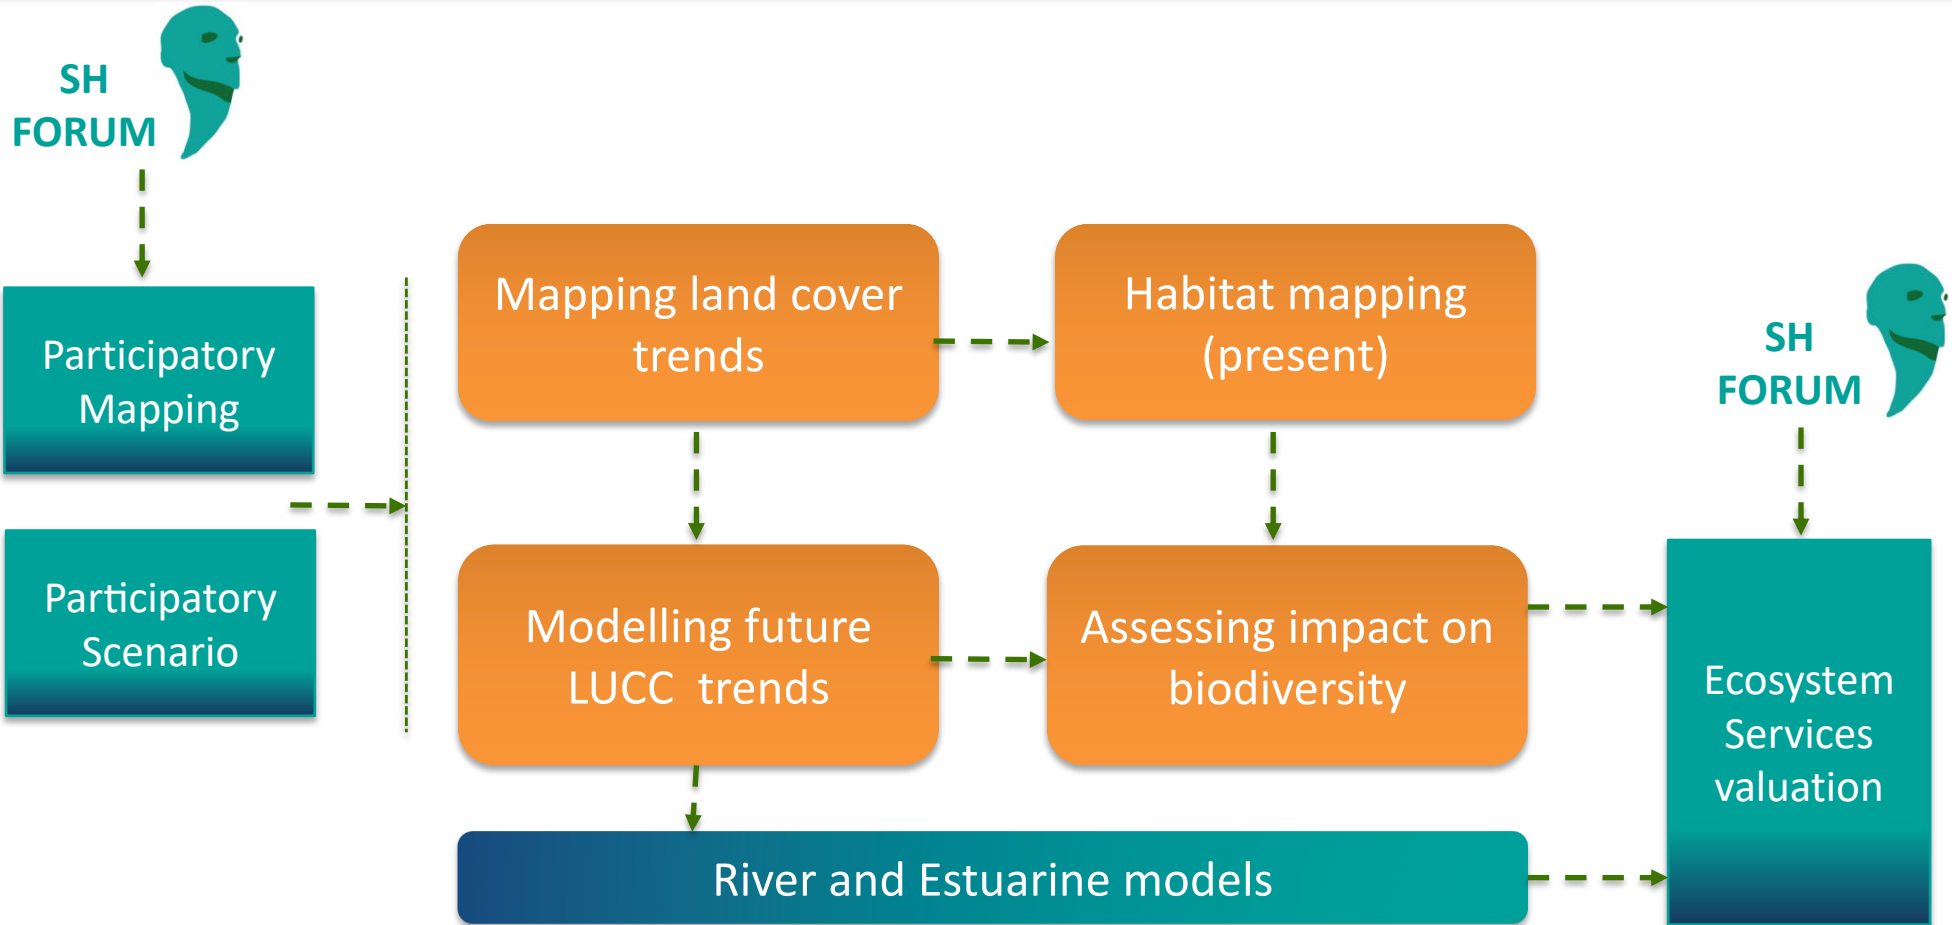 SH
FORUM
Participatory
Mapping
Participatory
Scenario
Mapping land cover
trends
Habitat mapping
(present)
Modelling future
LUCC trends
Assessing impact on
biodiversity
River and Estuarine models
SH
FORUM
Ecosystem
Services
valuation